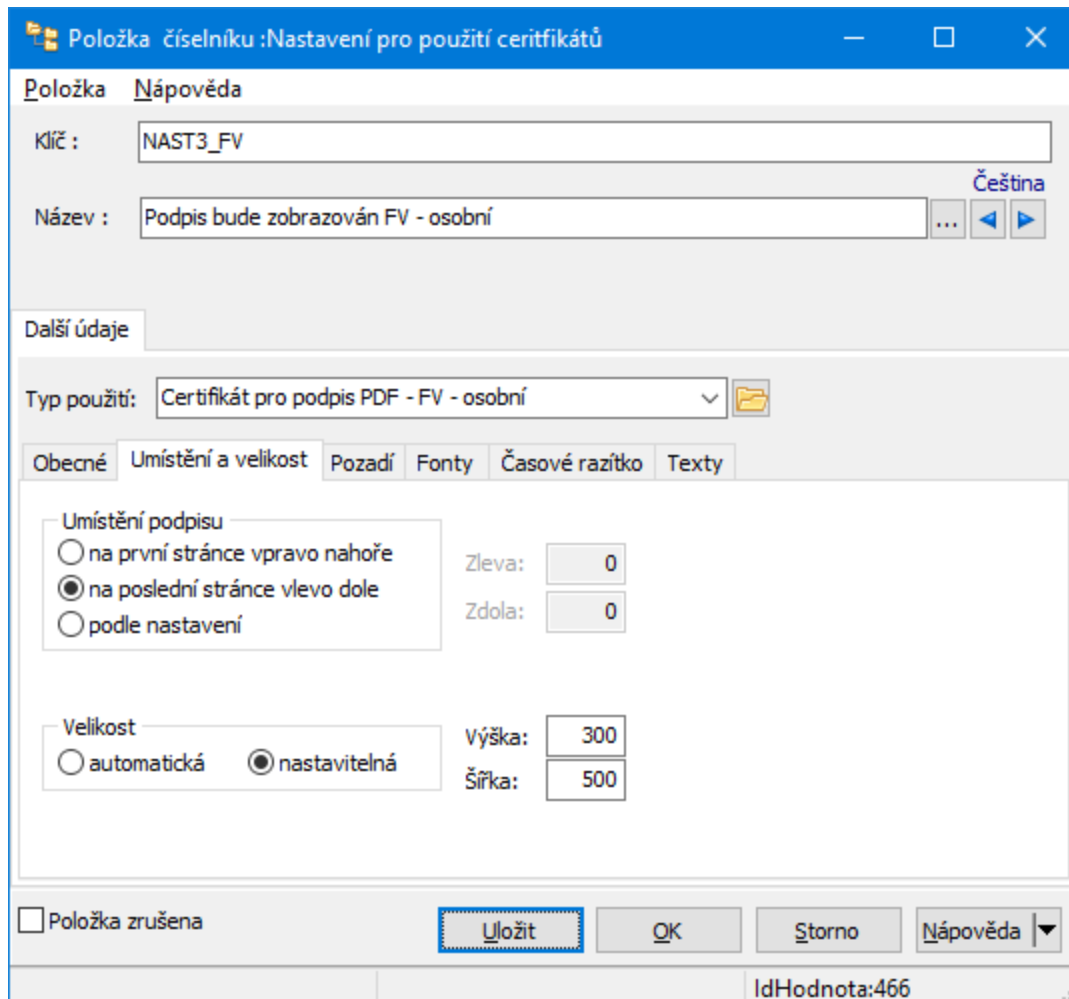 Položka číselníku :Nastavení pro použití ceritfikátů
Položka Nápověda
Klíč : NAST3_FV
Čeština
Název : Podpis bude zobrazován FV - osobní ...
Další údaje
Typ použití: Certifikát pro podpis PDF - FV - osobní
Obecné Umístění a velikost Pozadí Fonty Časové razítko Texty
Umístění podpisu
na první stránce vpravo nahoře Zleva: 0
na poslední stránce vlevo dole
Zdola: 0
podle nastavení
Velikost
Výška: 300
automatická nastavitelná
Šířka: 500
Položka zrušena Uložit OK Storno Nápověda
IdHodnota:466